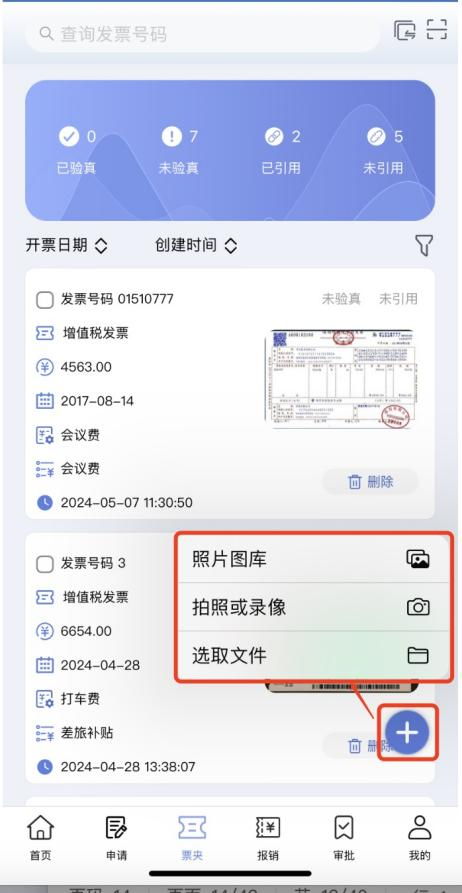 查询发票号码
0 7 2 5
已验真 未验真 已引用 未引用
开票日期 创建时间
发票号码 01510777 未验真 未引用
增值税发票
4563.00
2017-08-14
会议费
会议费
删除
2024-05-07 11:30:50
发票号码 3
增值税发票
6654.00
2024-04-28
打车费
差旅补贴
删除
2024-04-28 13:38:07
照片图库
拍照或录像
选取文件
首页 申请 票夹 报销 审批 我的